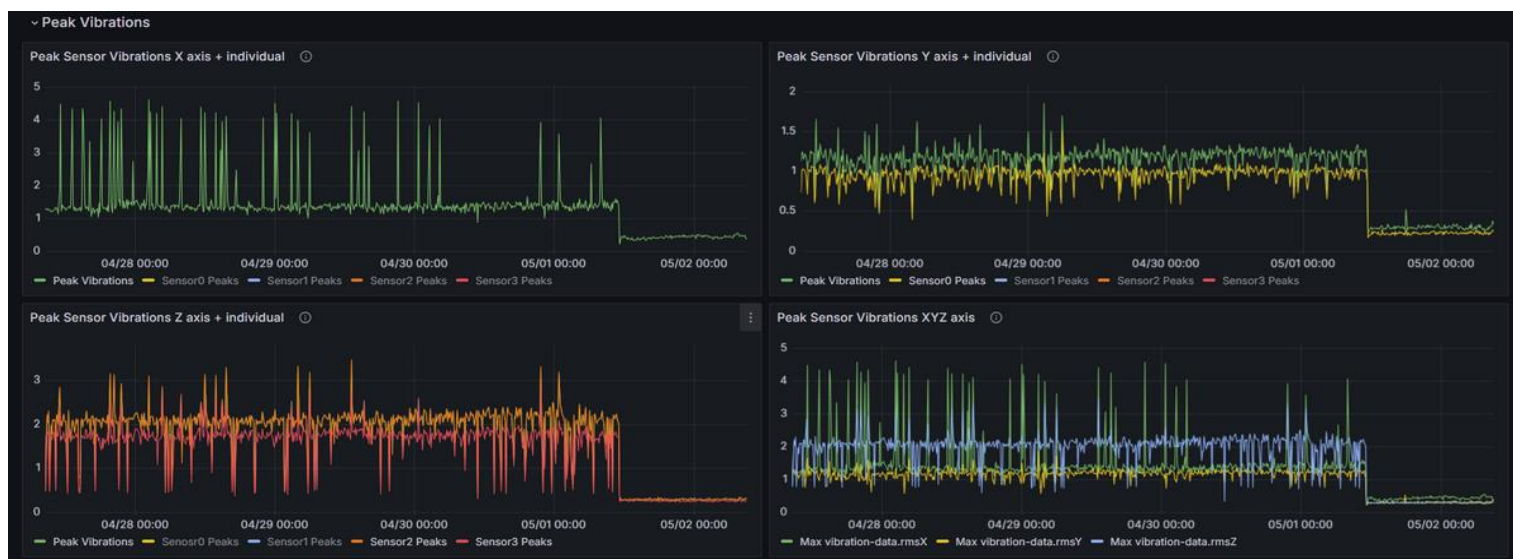 Peak Vibrations
Peak Sensor Vibrations X axis + individual
5
4
3
2
1
0
04/28 00:00 04/29 00:00 04/30 00:00 05/01 00:00 05/02 00:00
Peak Vibrations Sensor0 Peaks Sensor1 Peaks Sensor2 Peaks Sensor3 Peaks
Peak Sensor Vibrations Y axis + individual
2
1.5
1
0.5
0
04/28 00:00 04/29 00:00 04/30 00:00 05/01 00:00 05/02 00:00
Peak Vibrations Sensor0 Peaks Sensor1 Peaks Sensor2 Peaks Sensor3 Peaks
Peak Sensor Vibrations Z axis + individual
3
2
1
0
04/28 00:00 04/29 00:00 04/30 00:00 05/01 00:00 05/02 00:00
Peak Vibrations Senosr0 Peaks Sensor1 Peaks Sensor2 Peaks Sensor3 Peaks
Peak Sensor Vibrations XYZ axis
5
4
3
2
1
0
04/28 00:00 04/29 00:00 04/30 00:00 05/01 00:00 05/02 00:00
Max vibration-data.rmsX Max vibration-data.rmsY Max vibration-data.rmsZ